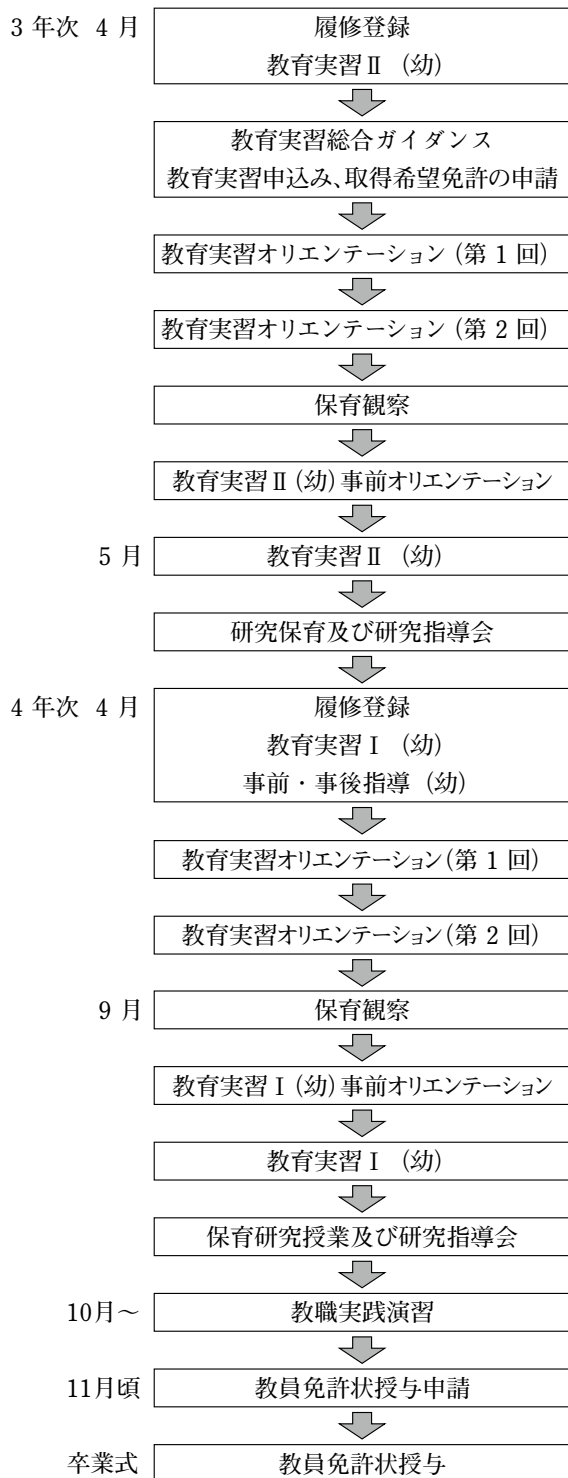 3 年次 4 月
履修登録
教育実習Ⅱ (幼)
教育実習総合ガイダンス
教育実習申込み、取得希望免許の申請
教育実習オリエンテーション (第 1 回)
教育実習オリエンテーション (第 2 回)
保育観察
教育実習Ⅱ (幼) 事前オリエンテーション
5 月
教育実習Ⅱ (幼)
研究保育及び研究指導会
4 年次 4 月
履修登録
教育実習Ⅰ (幼)
事前・事後指導 (幼)
教育実習オリエンテーション (第 1 回)
教育実習オリエンテーション (第 2 回)
9 月
保育観察
教育実習Ⅰ (幼) 事前オリエンテーション
教育実習Ⅰ (幼)
保育研究授業及び研究指導会
10月～
教職実践演習
11月頃
教員免許状授与申請
卒業式
教員免許状授与